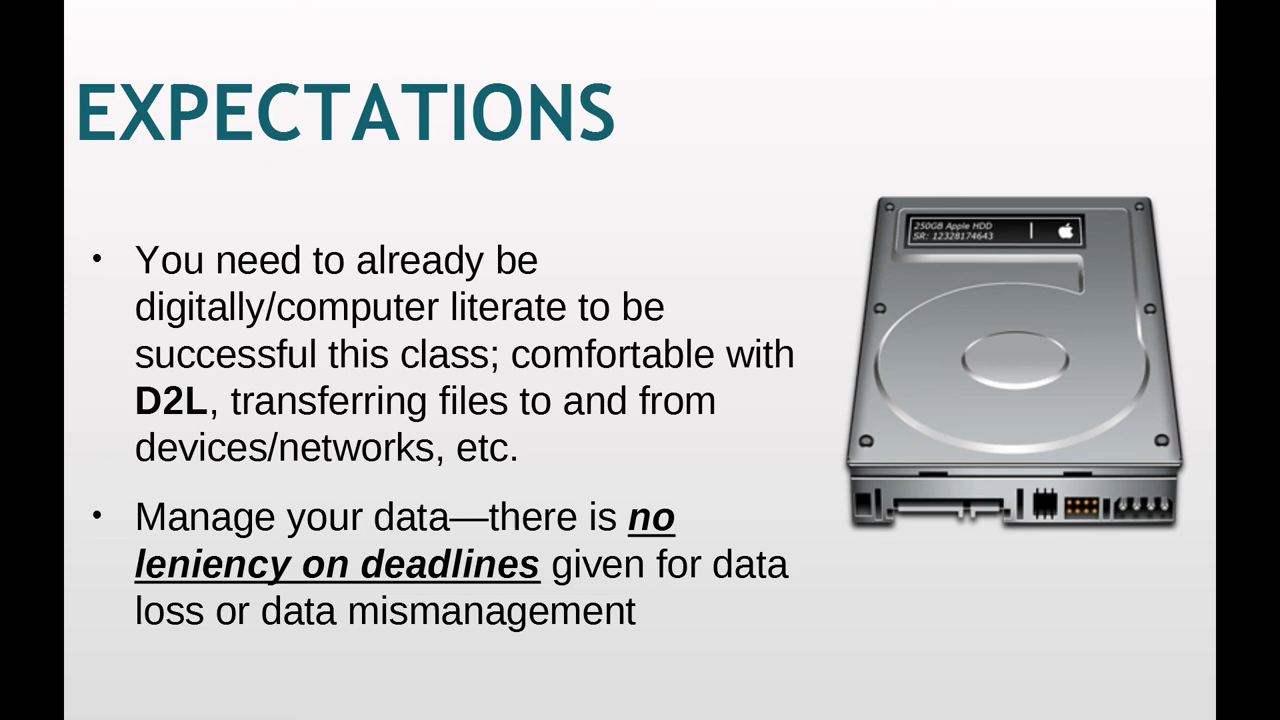 EXPECTATIONS
250GB Apple HDD
SR: 12328174643
• You need to already be
digitally/computer literate to be
successful this class; comfortable with
D2L, transferring files to and from
devices/networks, etc.
• Manage your data—there is no
leniency on deadlines given for data
loss or data mismanagement